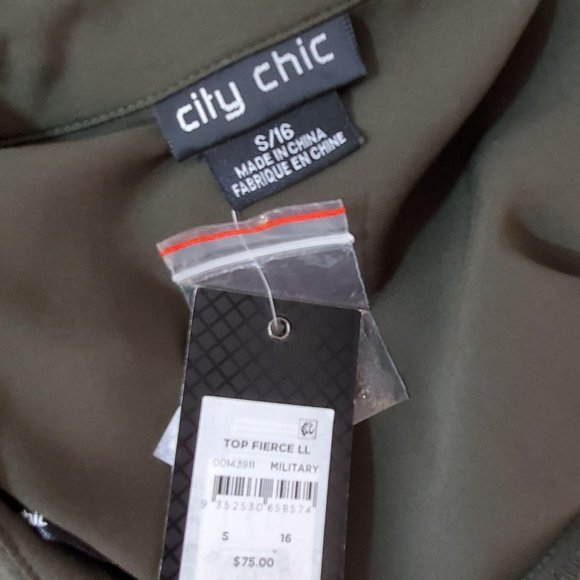 city chic
S/16
MADE IN CHINA
FABRIQUE EN CHINE
TOP FIERCE LL
00143911 MILITARY
9 352530 658574
S 16
$75.00